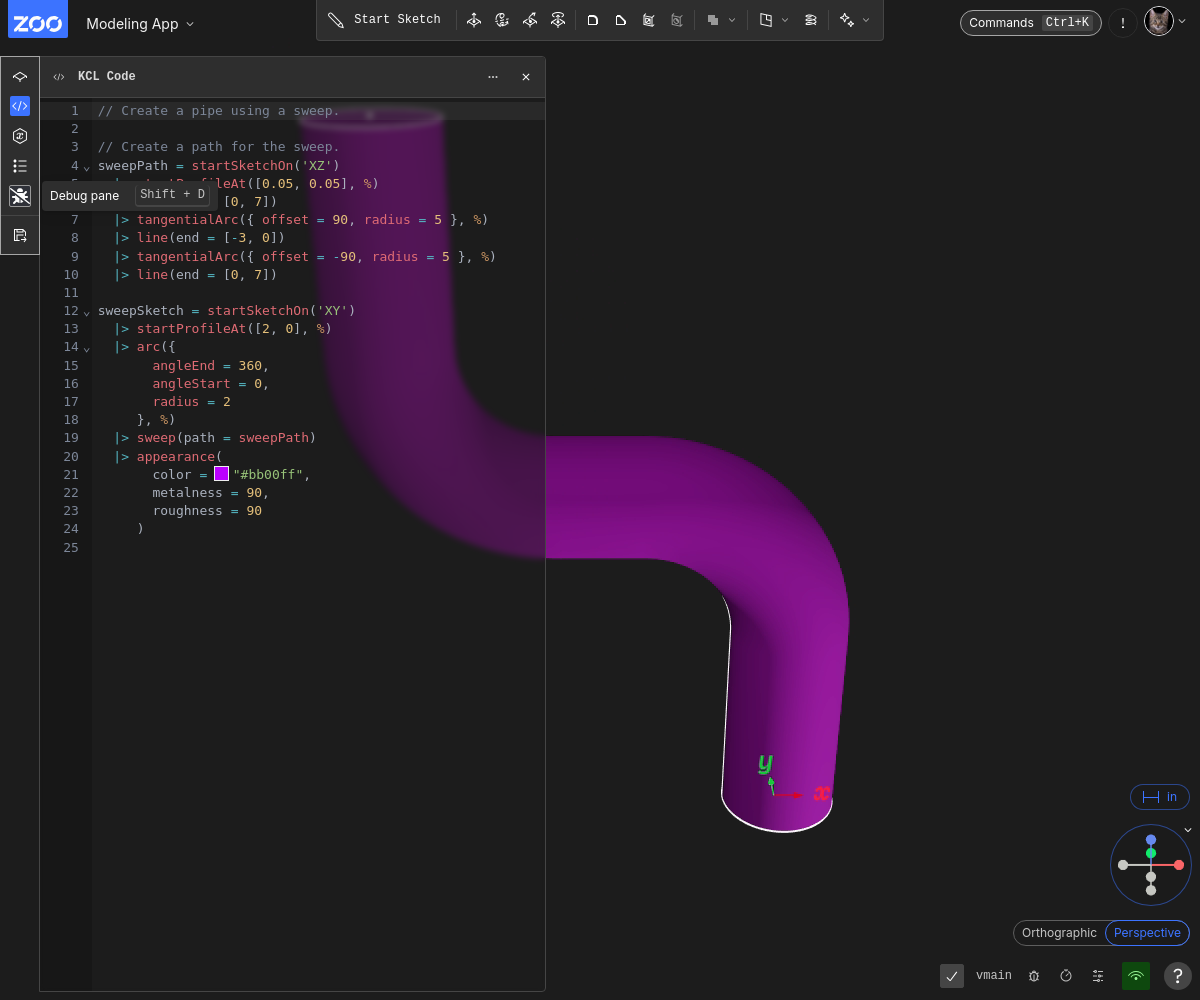 ZOO Modeling App
Start Sketch
Commands Ctrl+K
!
KCL Code
1 // Create a pipe using a sweep.
2
3 // Create a path for the sweep.
4 sweepPath = startSketchOn('XZ')
ileAt([0.05, 0.05], %)
Debug pane Shift + D
[0, 7])
7 |> tangentialArc({ offset = 90, radius = 5 }, %)
8 |> line(end = [-3, 0])
9 |> tangentialArc({ offset = -90, radius = 5 }, %)
10 |> line(end = [0, 7])
11
12 sweepSketch = startSketchOn('XY')
13 |> startProfileAt([2, 0], %)
14 |> arc({
15 angleEnd = 360,
16 angleStart = 0,
17 radius = 2
18 }, %)
19 |> sweep(path = sweepPath)
20 |> appearance(
21 color = "#bb00ff",
22 metalness = 90,
23 roughness = 90
24 )
25
y
x
in
Orthographic Perspective
vmain
?